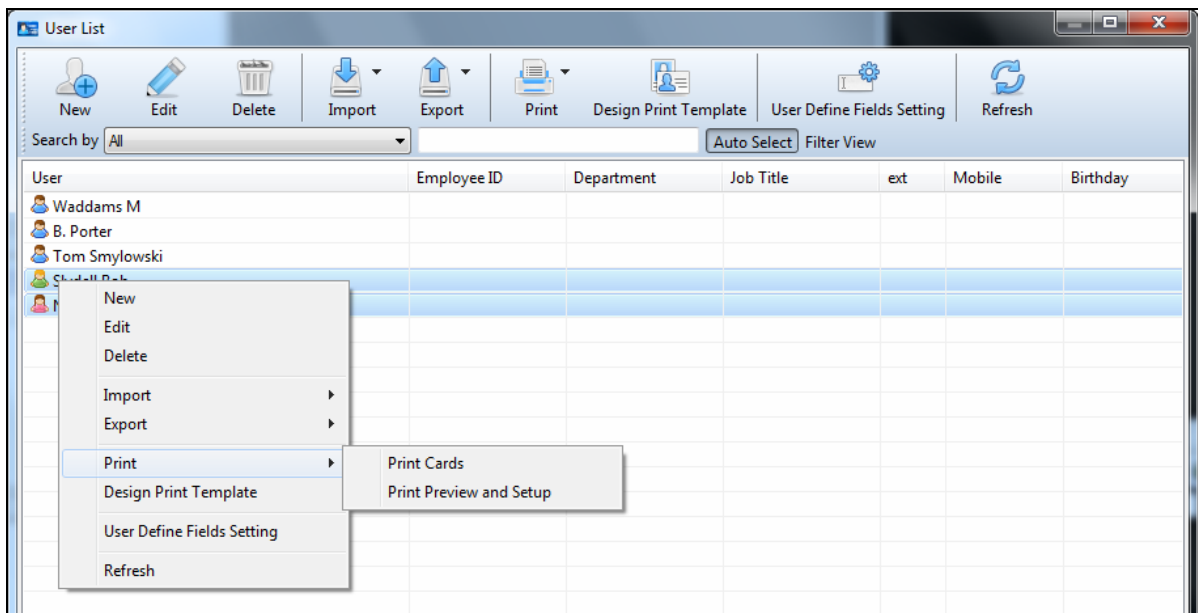 User List
New Edit Delete Import Export Print Design Print Template User Define Fields Setting Refresh
Search by All Auto Select Filter View
User Employee ID Department Job Title ext Mobile Birthday
Waddams M
B. Porter
Tom Smylowski
New
Edit
Delete
Import
Export
Print
Print Cards
Design Print Template
Print Preview and Setup
User Define Fields Setting
Refresh